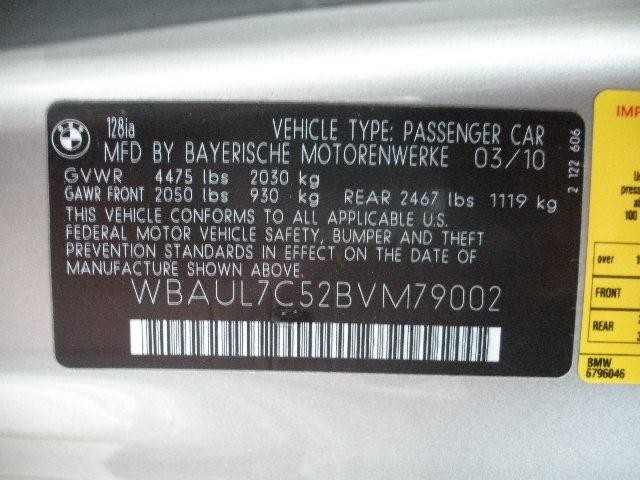 BMW
128ia
VEHICLE TYPE: PASSENGER CAR
MFD BY BAYERISCHE MOTORENWERKE 03/10
GVWR 4475 lbs 2030 kg
GAWR FRONT 2050 lbs 930 kg REAR 2467 lbs 1119 kg
THIS VEHICLE CONFORMS TO ALL APPLICABLE U.S.
FEDERAL MOTOR VEHICLE SAFETY, BUMPER AND THEFT
PREVENTION STANDARDS IN EFFECT ON THE DATE OF
MANUFACTURE SHOWN ABOVE.
WBAUL7C52BVM79002
2 122 606
IMP
100
over
FRONT
REAR
BMW
6796046